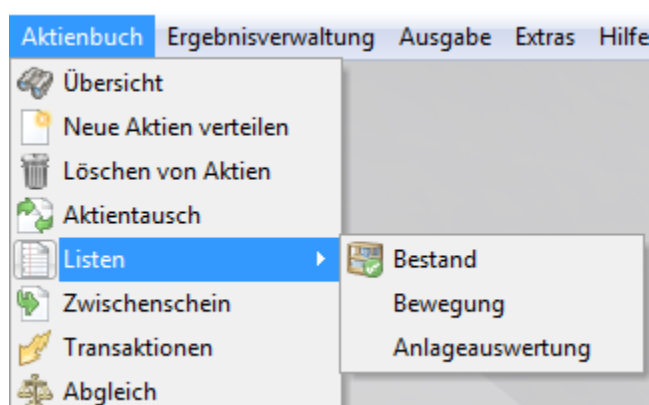 Aktienbuch Ergebnisverwaltung Ausgabe Extras Hilfe
Übersicht
Neue Aktien verteilen
Löschen von Aktien
Aktientausch
Listen
Bestand
Zwischenschein
Bewegung
Transaktionen
Anlageauswertung
Abgleich